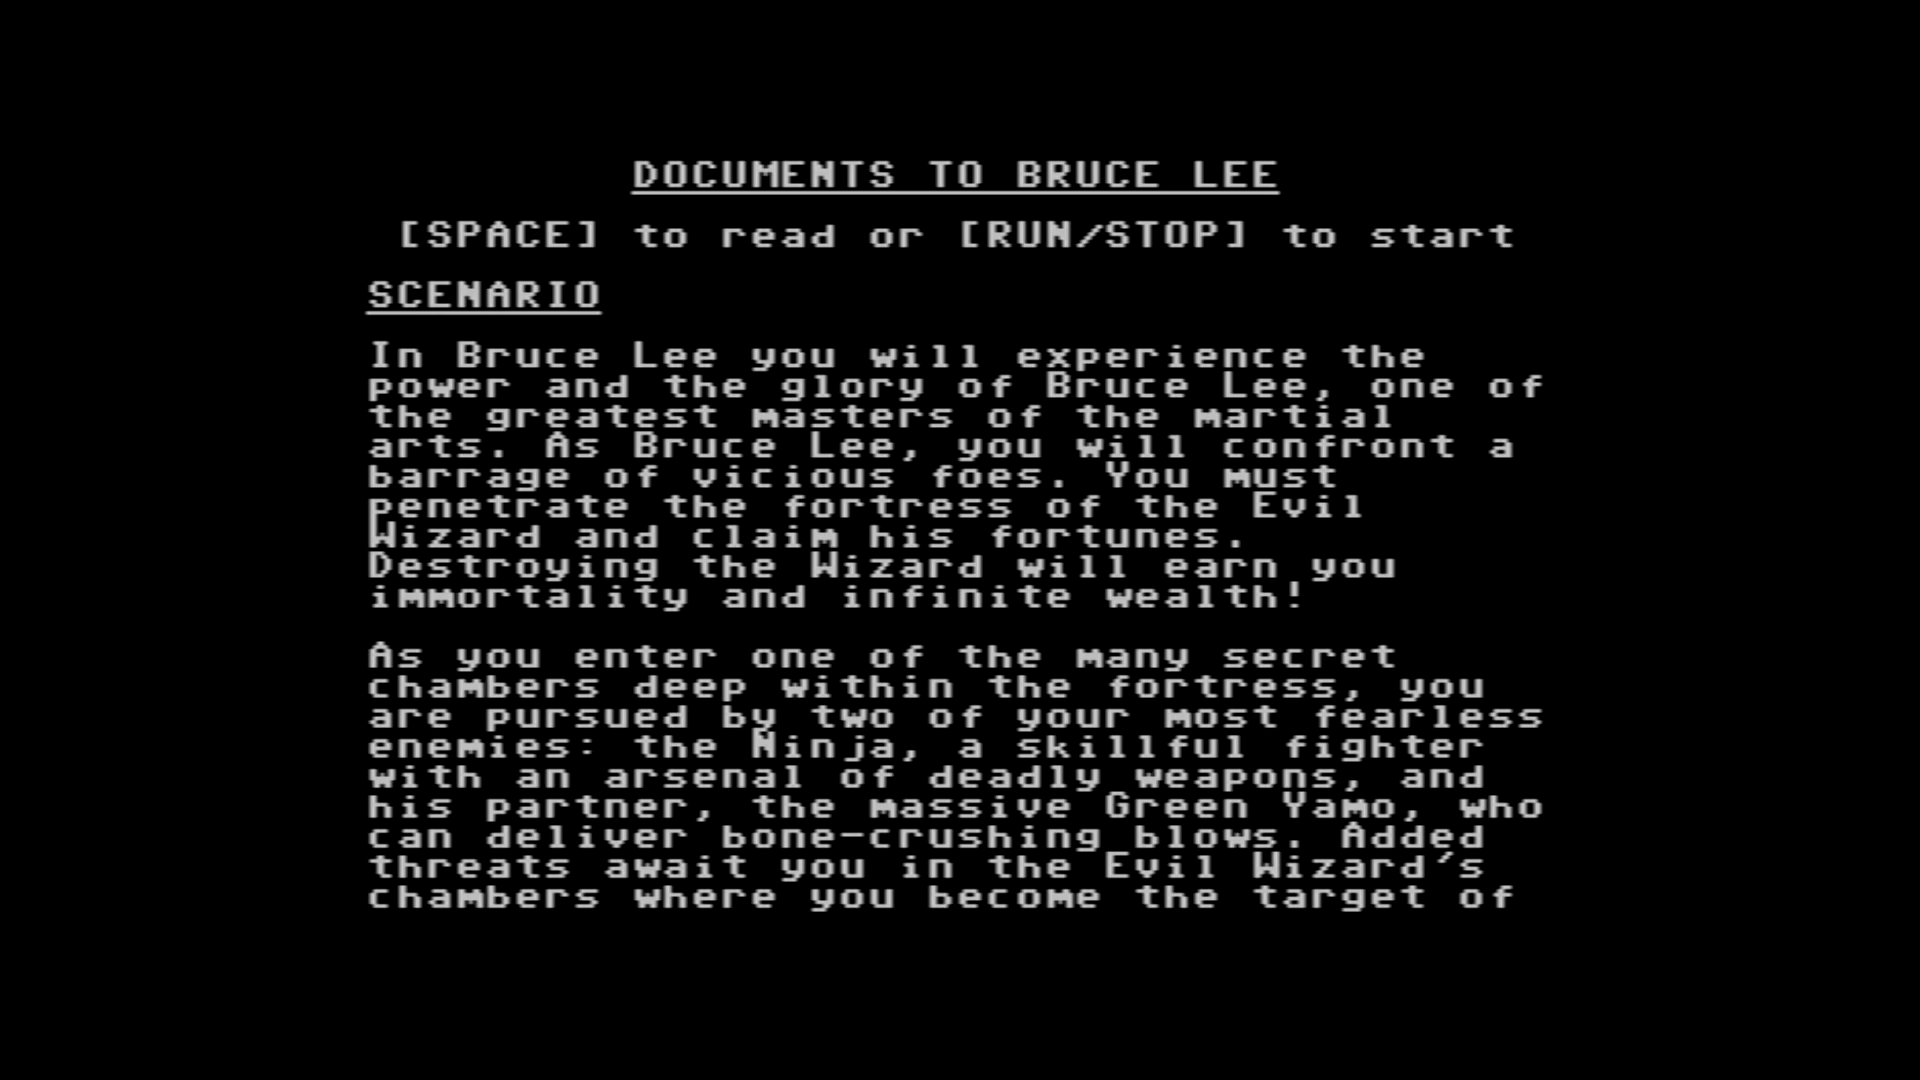 DOCUMENTS TO BRUCE LEE
[SPACE] to read or [RUN/STOP] to start
SCENARIO
In Bruce Lee you will experience the
power and the glory of Bruce Lee, one of
the greatest masters of the martial
arts. As Bruce Lee, you will confront a
barrage of vicious foes. You must
penetrate the fortress of the Evil
Wizard and claim his fortunes.
Destroying the Wizard will earn you
immortality and infinite wealth!
As you enter one of the many secret
chambers deep within the fortress, you
are pursued by two of your most fearless
enemies: the Ninja, a skillful fighter
with an arsenal of deadly weapons, and
his partner, the massive Green Yamo, who
can deliver bone-crushing blows. Added
threats await you in the Evil Wizard's
chambers where you become the target of